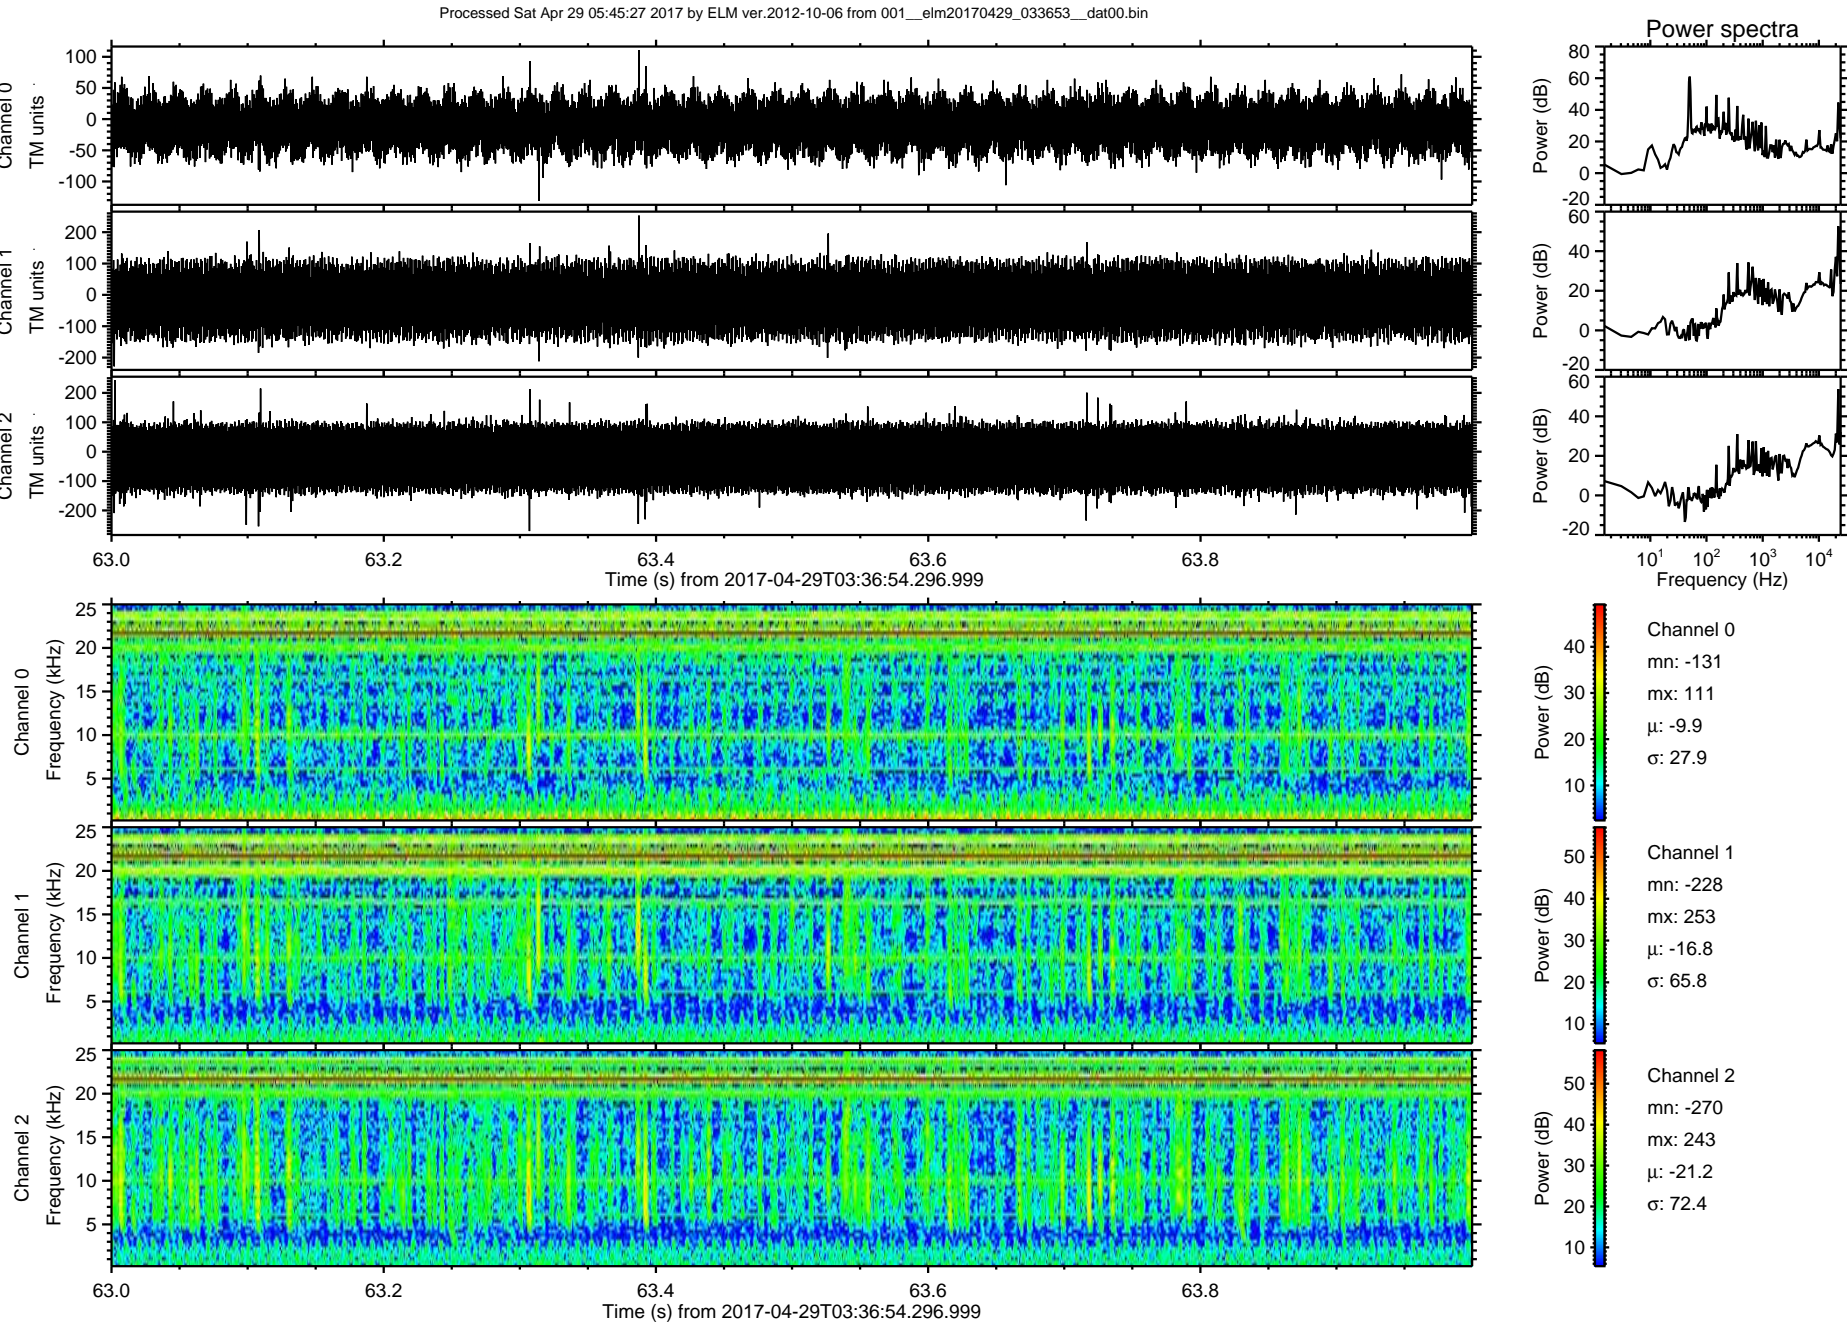 Processed Sat Apr 29 05:45:27 2017 by ELM ver.2012-10-06 from 001__elm20170429_033653__dat00.bin
Power spectra
Channel 0
TM units
100
50
0
-50
-100
Power (dB)
80
60
40
20
0
-20
Channel 1
TM units
200
100
0
-100
-200
Power (dB)
60
40
20
0
-20
Channel 2
TM units
200
100
0
-100
-200
Power (dB)
60
40
20
0
-20
63.0 63.2 63.4 63.6 63.8
Time (s) from 2017-04-29T03:36:54.296.999
10¹ 10² 10³ 10⁴
Frequency (Hz)
Channel 0
Frequency (kHz)
25
20
15
10
5
Power (dB)
40
30
20
10
Channel 0
mn: -131
mx: 111
μ: -9.9
σ: 27.9
Channel 1
Frequency (kHz)
25
20
15
10
5
Power (dB)
50
40
30
20
10
Channel 1
mn: -228
mx: 253
μ: -16.8
σ: 65.8
Channel 2
Frequency (kHz)
25
20
15
10
5
Power (dB)
50
40
30
20
10
Channel 2
mn: -270
mx: 243
μ: -21.2
σ: 72.4
63.0 63.2 63.4 63.6 63.8
Time (s) from 2017-04-29T03:36:54.296.999